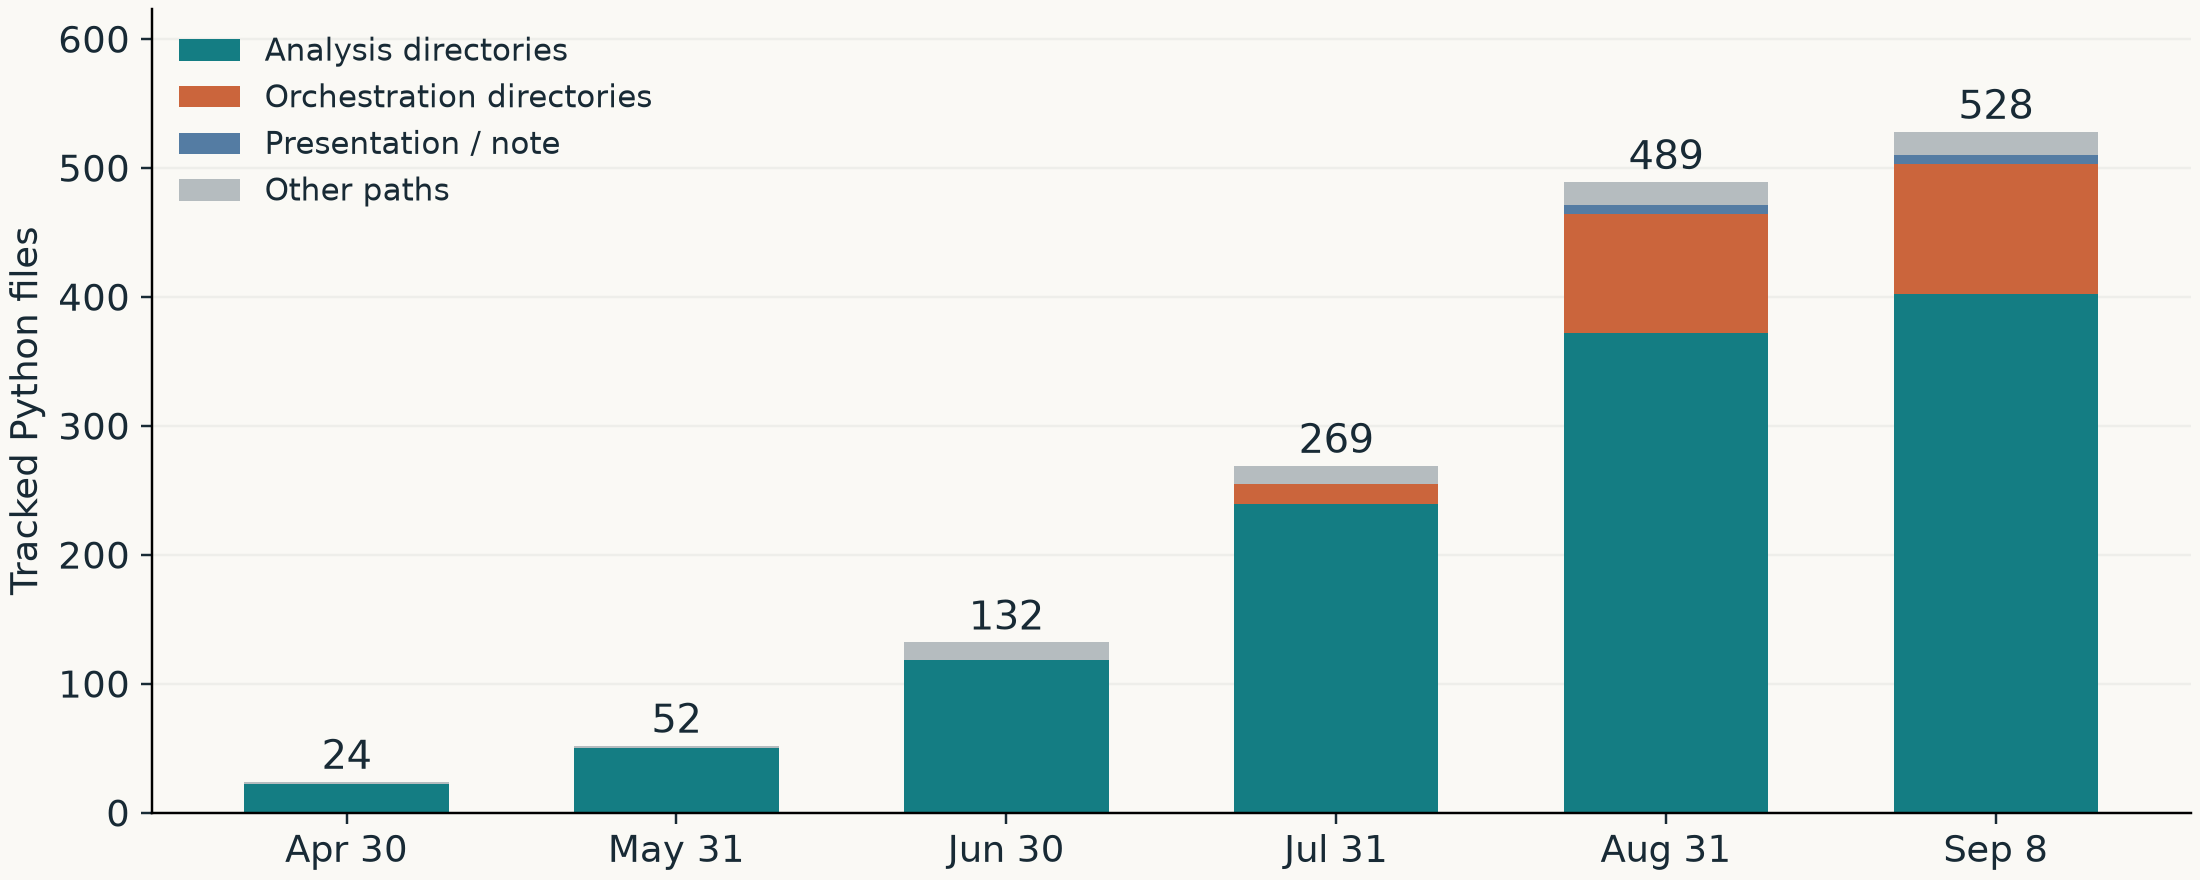 Tracked Python files
600
500
400
300
200
100
0
Analysis directories
Orchestration directories
Presentation / note
Other paths
24
52
132
269
489
528
Apr 30
May 31
Jun 30
Jul 31
Aug 31
Sep 8